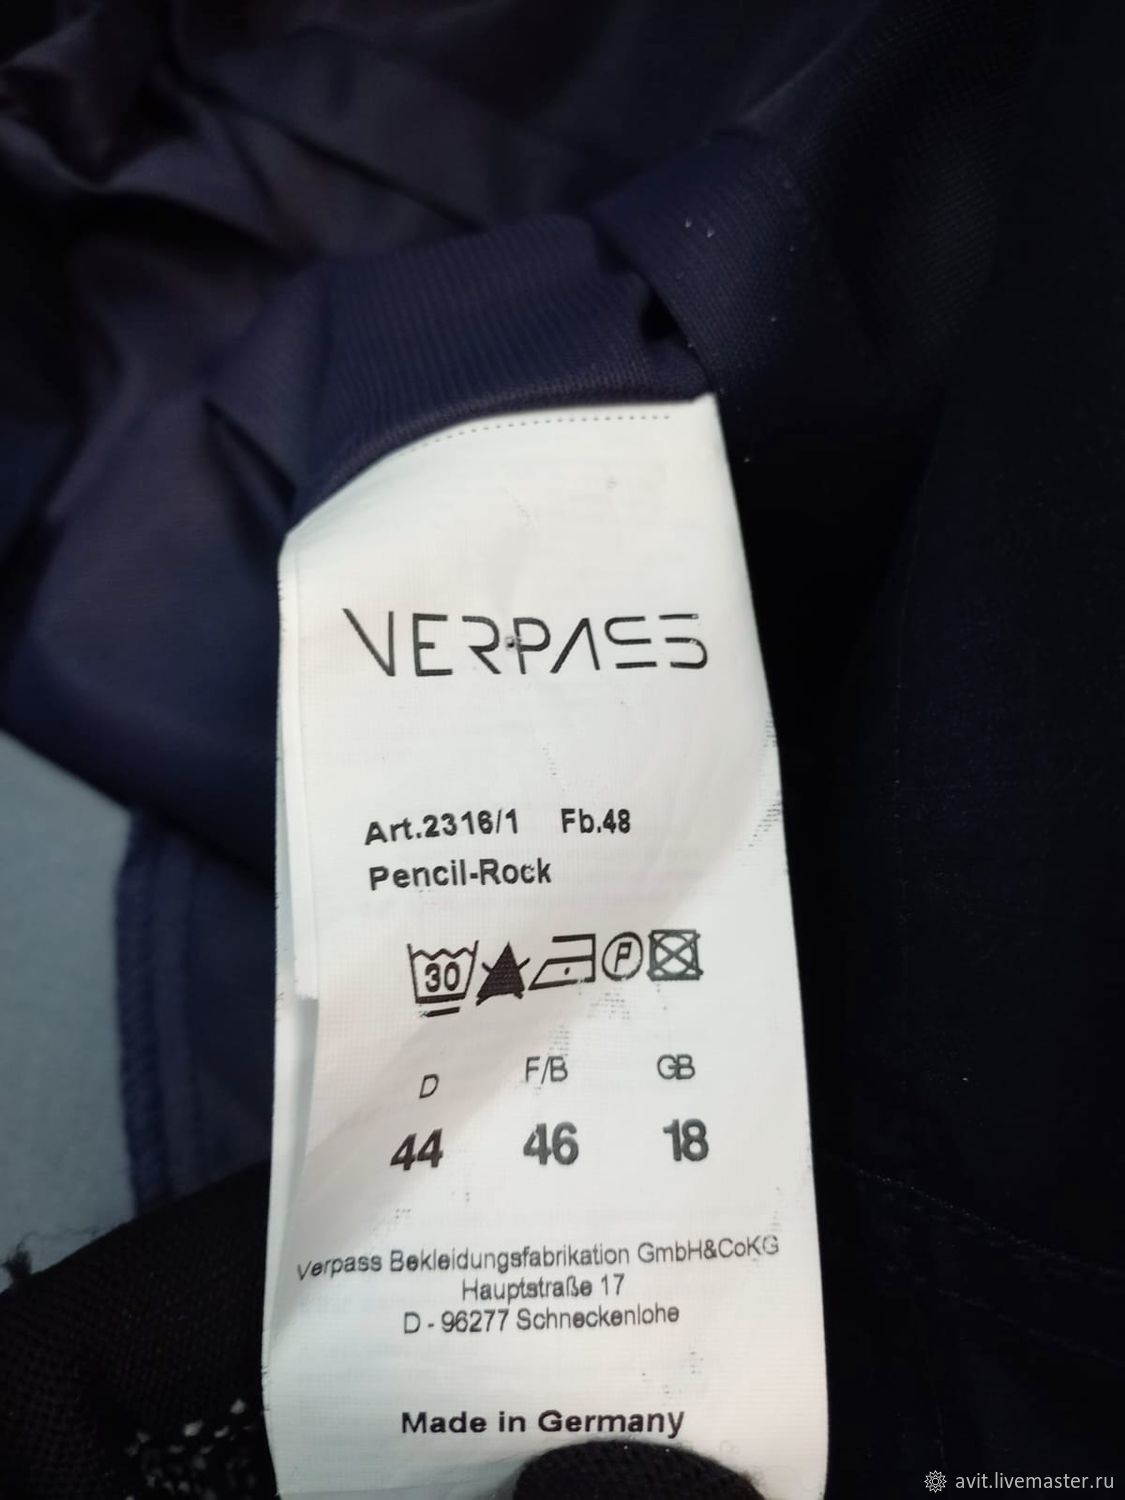 VERPASS
Art.2316/1 Fb.48
Pencil-Rock
30 P
D F/B GB
44 46 18
Verpass Bekleidungsfabrikation GmbH&CoKG
Hauptstraße 17
D - 96277 Schneckenlohe
Made in Germany
avit.livemaster.ru